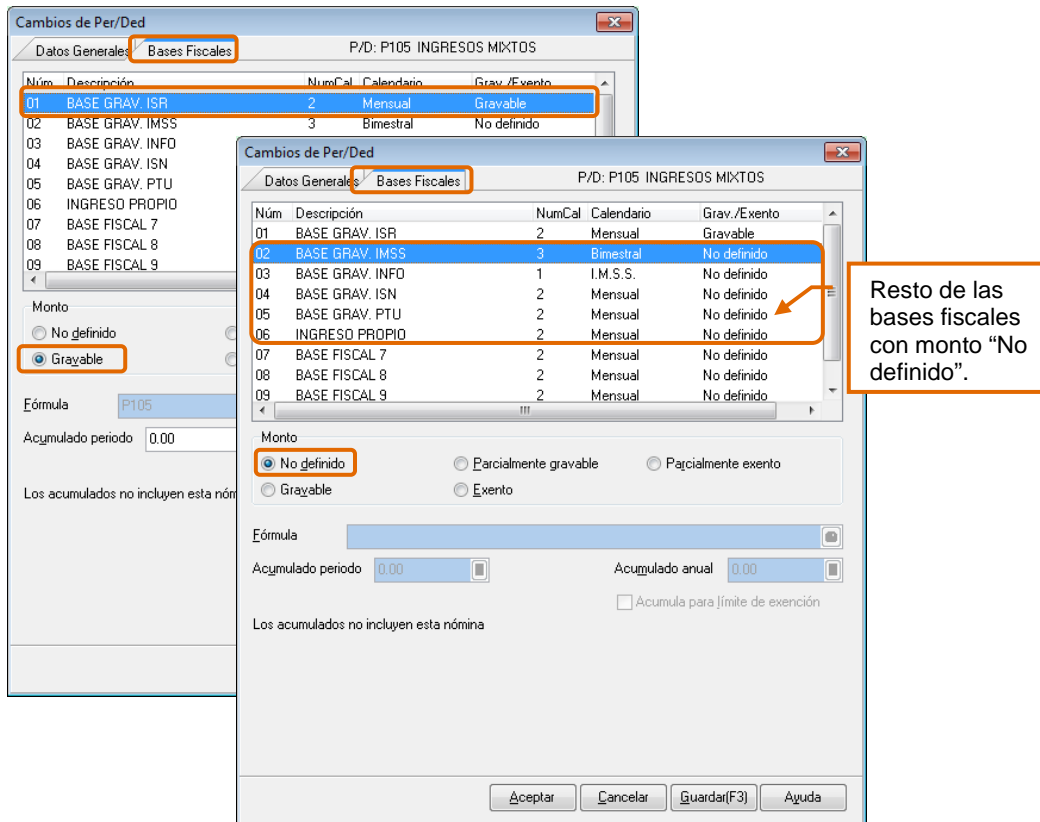 Cambios de Per/Ded
Datos Generales Bases Fiscales P/D: P105 INGRESOS MIXTOS
Núm Descripción NumCal Calendario Grav./Exento
01 BASE GRAV. ISR 2 Mensual Gravable
02 BASE GRAV. IMSS 3 Bimestral No definido
03 BASE GRAV. INFO
04 BASE GRAV. ISN
05 BASE GRAV. PTU
06 INGRESO PROPIO
07 BASE FISCAL 7
08 BASE FISCAL 8
09 BASE FISCAL 9
Monto
No definido
Gravable
Fórmula P105
Acumulado periodo 0.00
Los acumulados no incluyen esta nóm
Cambios de Per/Ded
Datos Generales Bases Fiscales P/D: P105 INGRESOS MIXTOS
Núm Descripción NumCal Calendario Grav./Exento
01 BASE GRAV. ISR 2 Mensual Gravable
02 BASE GRAV. IMSS 3 Bimestral No definido
03 BASE GRAV. INFO 1 I.M.S.S. No definido
04 BASE GRAV. ISN 2 Mensual No definido
05 BASE GRAV. PTU 2 Mensual No definido
06 INGRESO PROPIO 2 Mensual No definido
07 BASE FISCAL 7 2 Mensual No definido
08 BASE FISCAL 8 2 Mensual No definido
09 BASE FISCAL 9 2 Mensual No definido
Monto
No definido Parcialmente gravable Parcialmente exento
Gravable Exento
Fórmula
Acumulado periodo 0.00 Acumulado anual 0.00
Acumula para límite de exención
Los acumulados no incluyen esta nómina
Aceptar Cancelar Guardar(F3) Ayuda
Resto de las
bases fiscales
con monto “No
definido”.